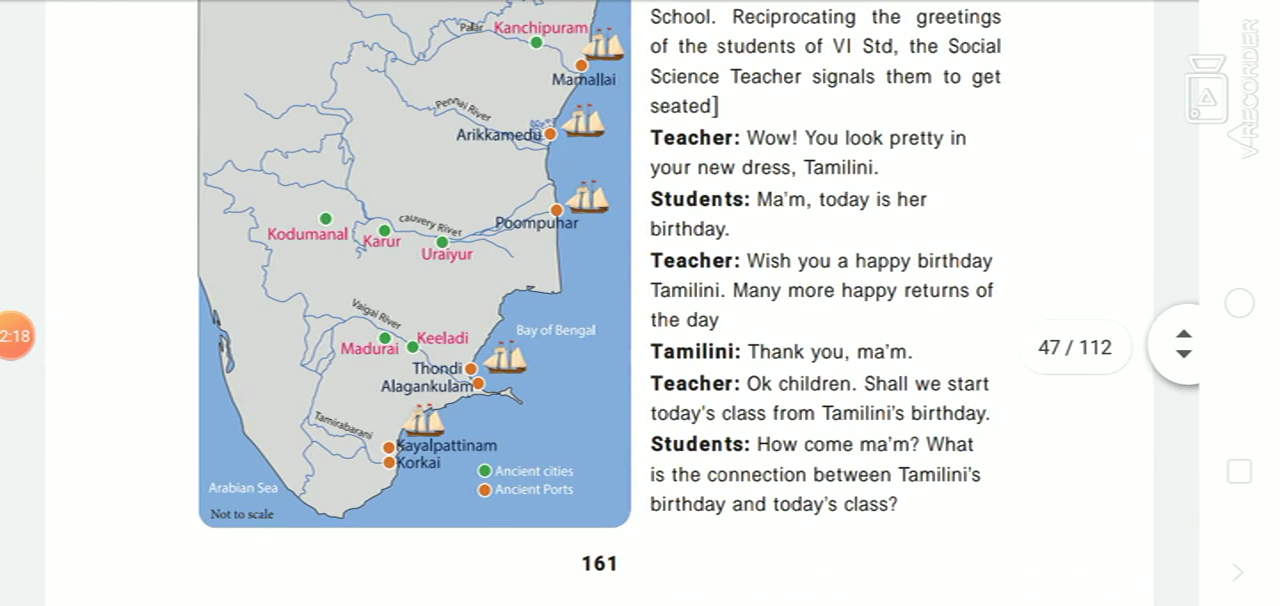 Palar
Kanchipuram
Mamallai
Pennai River
Arikkamedu
Poompuhar
cauvery River
Kodumanal
Karur
Uraiyur
Vaigai River
Madurai
Keeladi
Bay of Bengal
Thondi
Alagankulam
Tamirabarani
Kayalpattinam
Korkai
Ancient cities
Ancient Ports
Arabian Sea
Not to scale
School. Reciprocating the greetings
of the students of VI Std, the Social
Science Teacher signals them to get
seated]
Teacher: Wow! You look pretty in
your new dress, Tamilini.
Students: Ma'm, today is her
birthday.
Teacher: Wish you a happy birthday
Tamilini. Many more happy returns of
the day
Tamilini: Thank you, ma'm.
Teacher: Ok children. Shall we start
today's class from Tamilini's birthday.
Students: How come ma'm? What
is the connection between Tamilini's
birthday and today's class?
161
2:18
47 / 112
V-RECORDER